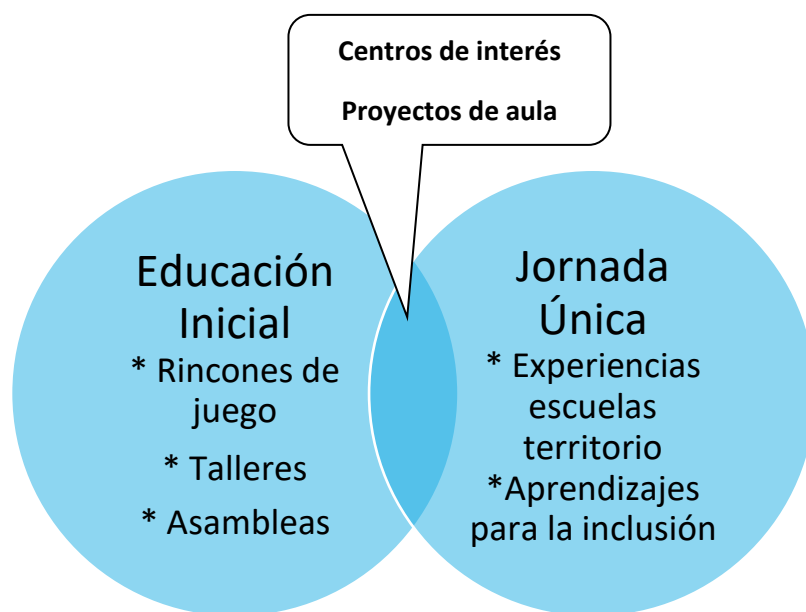 Centros de interés
Proyectos de aula
Educación
Inicial
* Rincones de
juego
* Talleres
* Asambleas
Jornada
Única
* Experiencias
escuelas
territorio
*Aprendizajes
para la inclusión